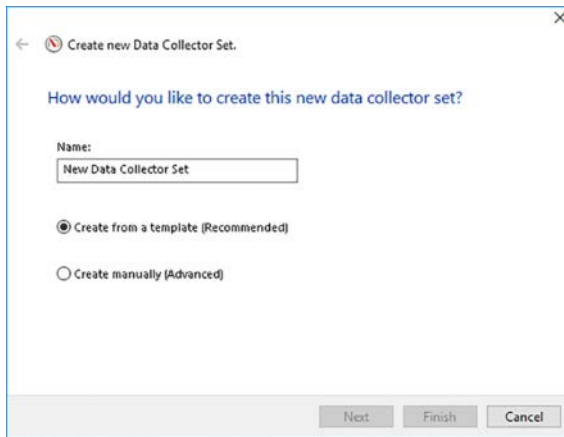 Create new Data Collector Set.
How would you like to create this new data collector set?
Name:
New Data Collector Set
Create from a template (Recommended)
Create manually (Advanced)
Next Finish Cancel